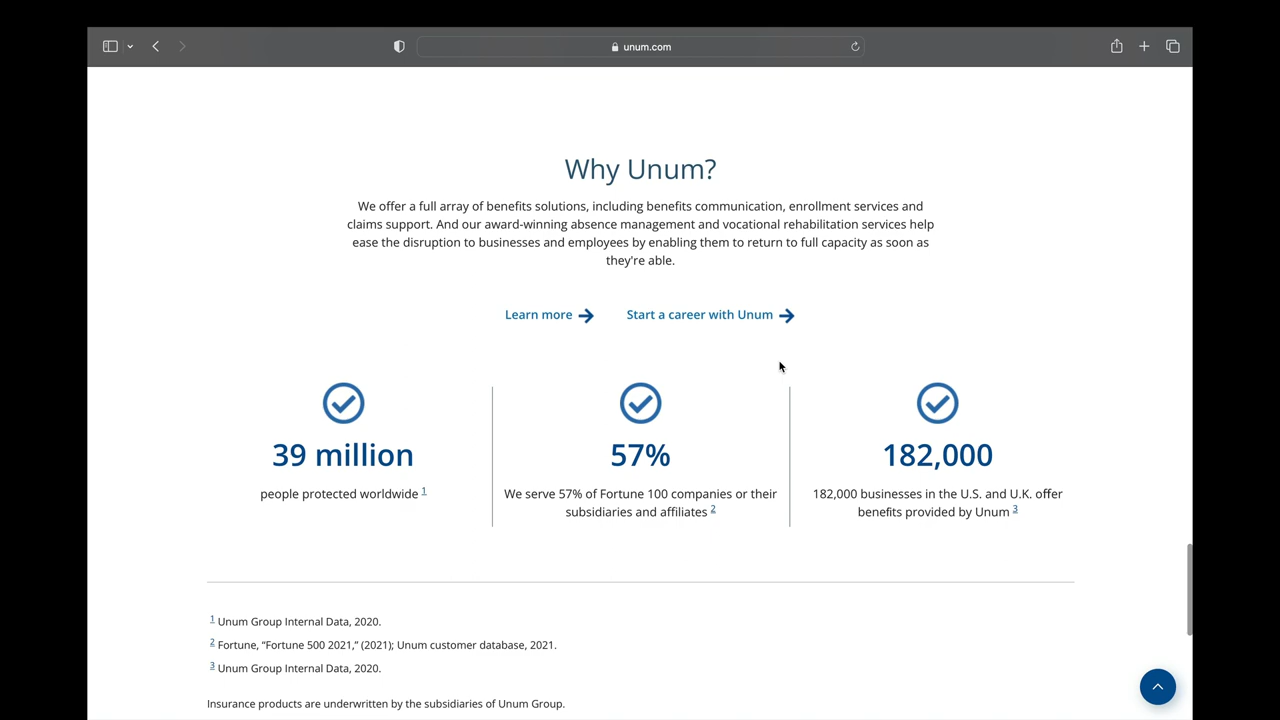 unum.com
Why Unum?
We offer a full array of benefits solutions, including benefits communication, enrollment services and
claims support. And our award-winning absence management and vocational rehabilitation services help
ease the disruption to businesses and employees by enabling them to return to full capacity as soon as
they're able.
Learn more
Start a career with Unum
39 million
people protected worldwide 1
57%
We serve 57% of Fortune 100 companies or their
subsidiaries and affiliates 2
182,000
182,000 businesses in the U.S. and U.K. offer
benefits provided by Unum 3
1 Unum Group Internal Data, 2020.
2 Fortune, “Fortune 500 2021,” (2021); Unum customer database, 2021.
3 Unum Group Internal Data, 2020.
Insurance products are underwritten by the subsidiaries of Unum Group.